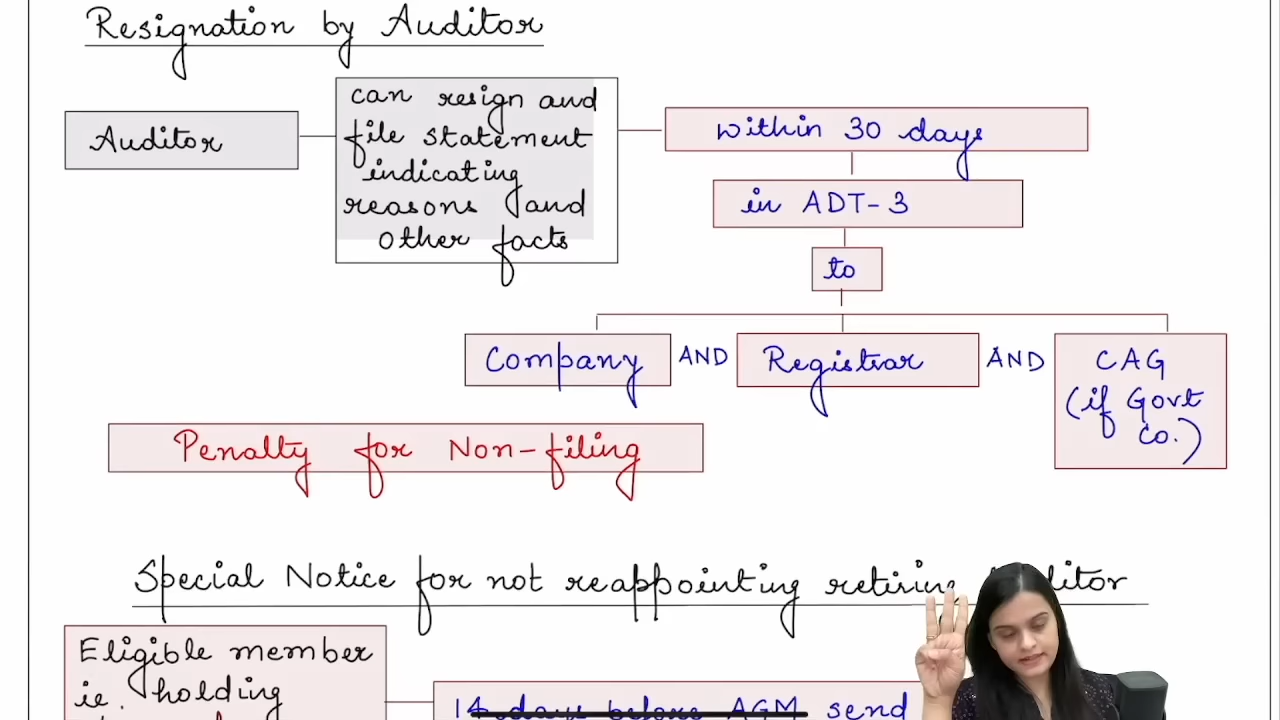 Resignation by Auditor
Auditor
can resign and
file statement
indicating
reasons and
other facts
within 30 days
in ADT-3
to
Company AND Registrar AND CAG
(if Govt
co.)
Penalty for Non-filing
Special Notice for not reappointing retiring
Eligible member
ie. holding
14 days before AGM send